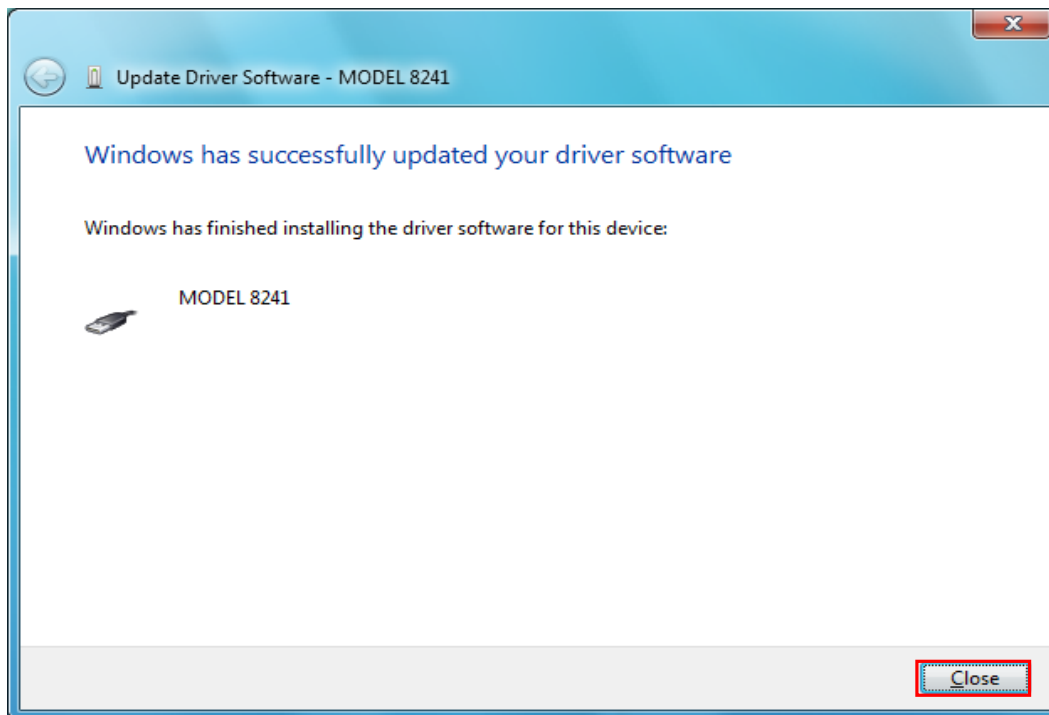 Update Driver Software - MODEL 8241
Windows has successfully updated your driver software
Windows has finished installing the driver software for this device:
MODEL 8241
Close